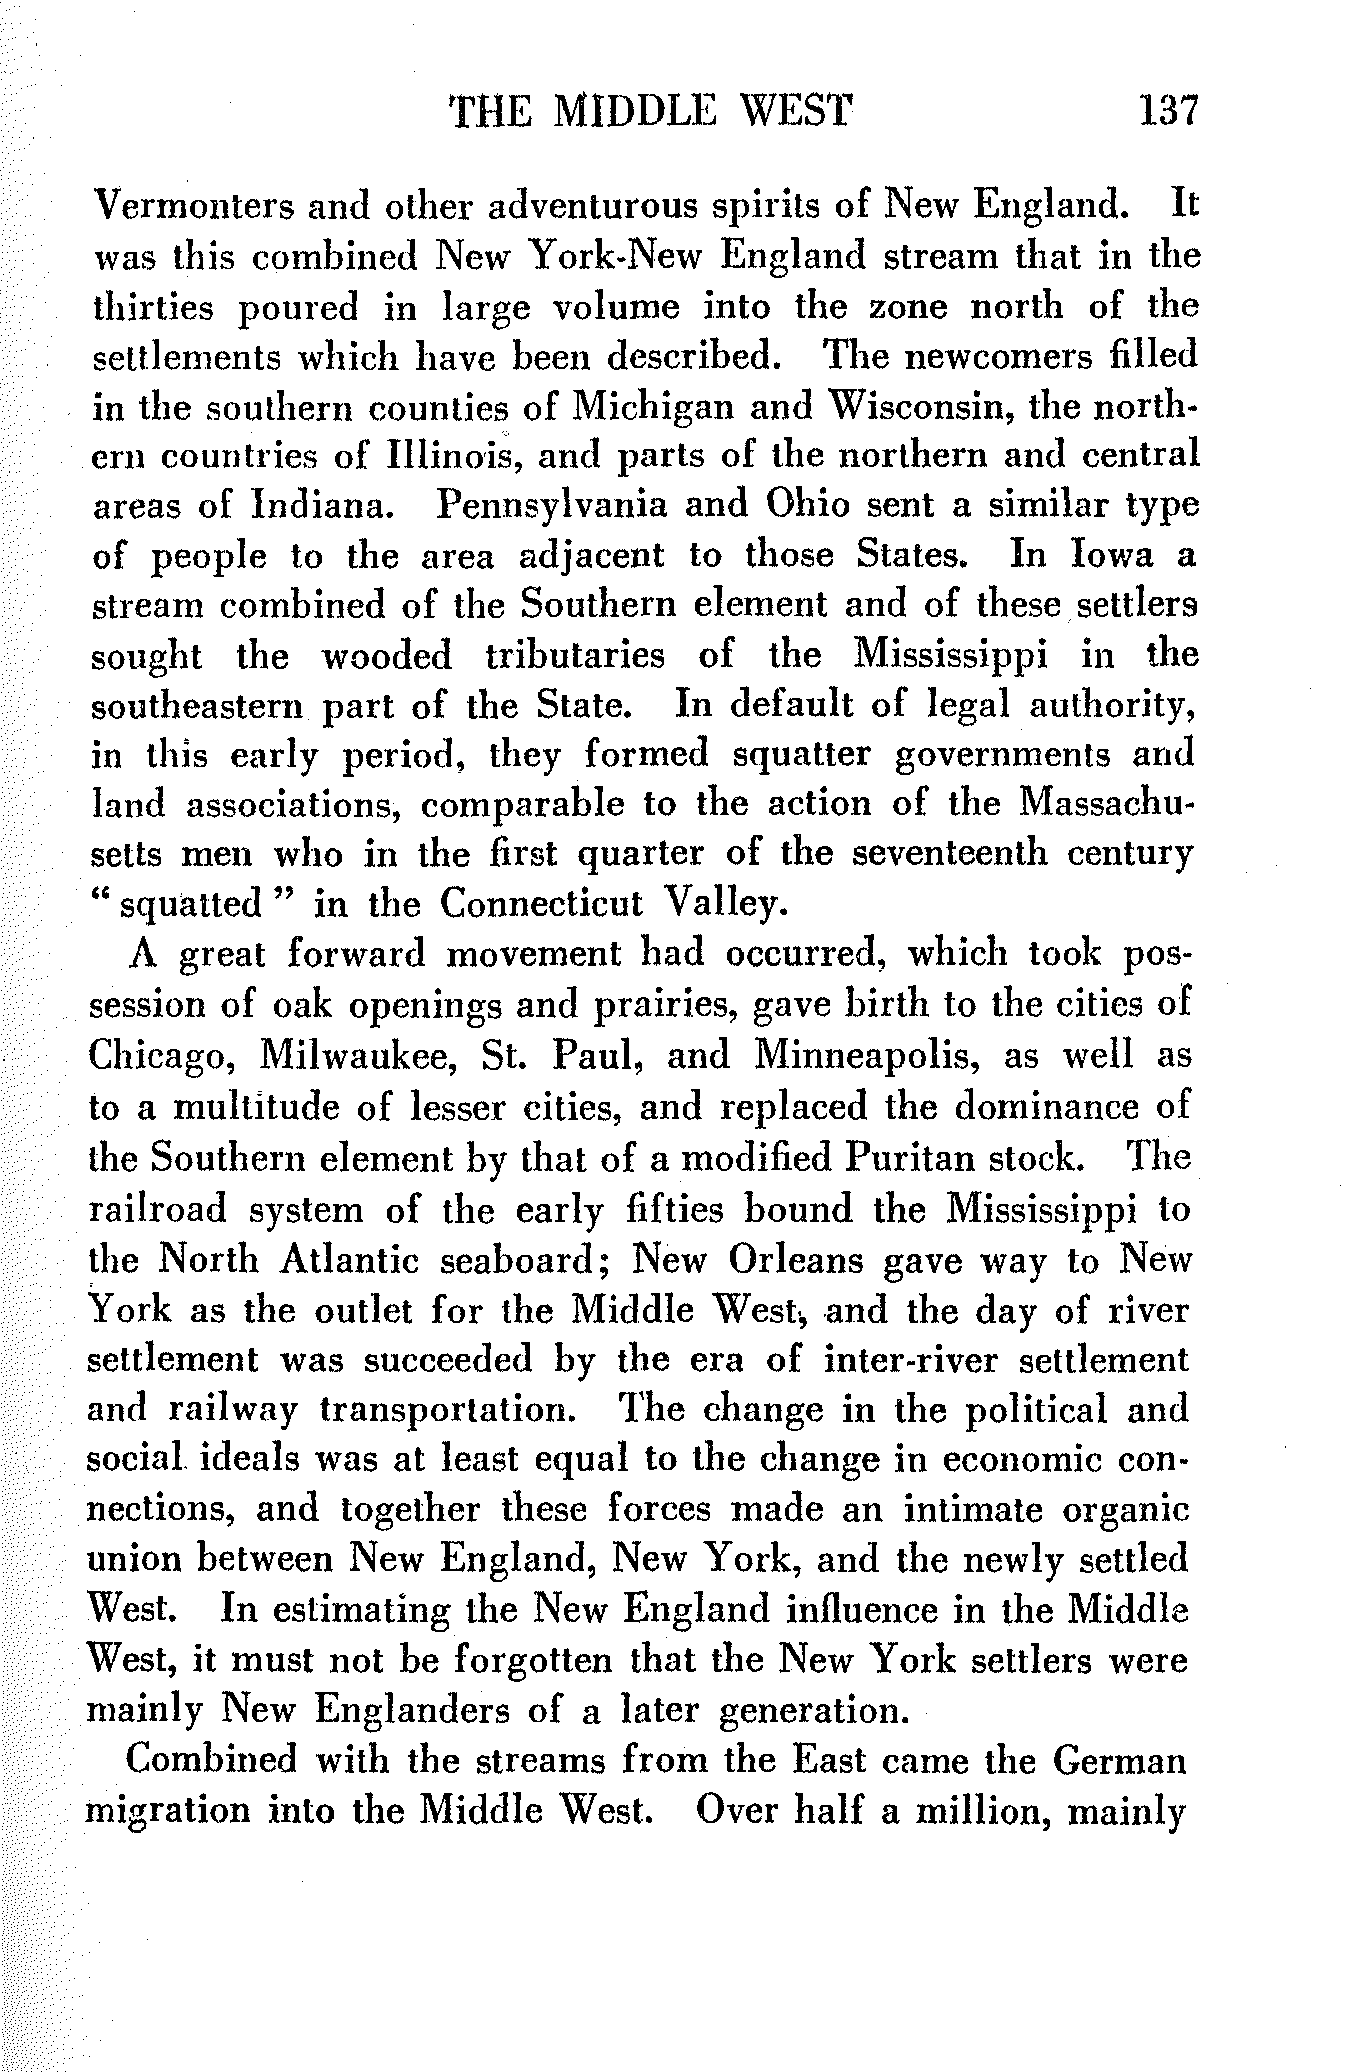 THE MIDDLE WEST 137
Vermonters and other adventurous spirits of New England. It
was this combined New York-New England stream that in the
thirties poured in large volume into the zone north of the
settlements which have been described. The newcomers filled
in the southern counties of Michigan and Wisconsin, the north-
ern countries of Illinois, and parts of the northern and central
areas of Indiana. Pennsylvania and Ohio sent a similar type
of people to the area adjacent to those States. In Iowa a
stream combined of the Southern element and of these settlers
sought the wooded tributaries of the Mississippi in the
southeastern part of the State. In default of legal authority,
in this early period, they formed squatter governments and
land associations, comparable to the action of the Massachu-
setts men who in the first quarter of the seventeenth century
“ squatted ” in the Connecticut Valley.
A great forward movement had occurred, which took pos-
session of oak openings and prairies, gave birth to the cities of
Chicago, Milwaukee, St. Paul, and Minneapolis, as well as
to a multitude of lesser cities, and replaced the dominance of
the Southern element by that of a modified Puritan stock. The
railroad system of the early fifties bound the Mississippi to
the North Atlantic seaboard; New Orleans gave way to New
York as the outlet for the Middle West, and the day of river
settlement was succeeded by the era of inter-river settlement
and railway transportation. The change in the political and
social ideals was at least equal to the change in economic con-
nections, and together these forces made an intimate organic
union between New England, New York, and the newly settled
West. In estimating the New England influence in the Middle
West, it must not be forgotten that the New York settlers were
mainly New Englanders of a later generation.
Combined with the streams from the East came the German
migration into the Middle West. Over half a million, mainly